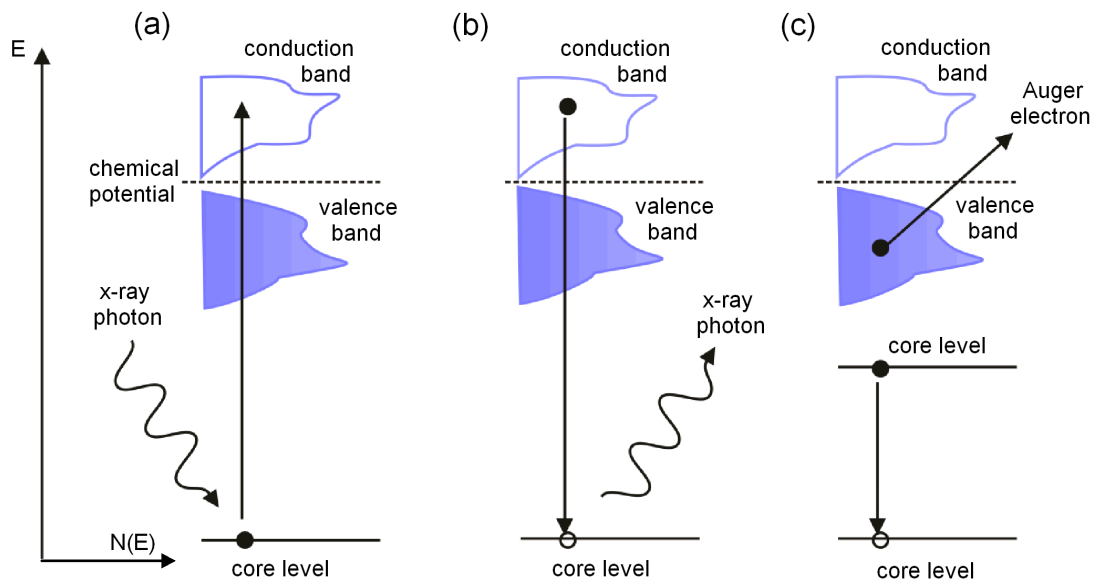 (a)
(b)
(c)
E
conduction
band
conduction
band
conduction
band
Auger
electron
chemical
potential
valence
band
valence
band
valence
band
x-ray
photon
x-ray
photon
core level
N(E)
core level
core level
core level